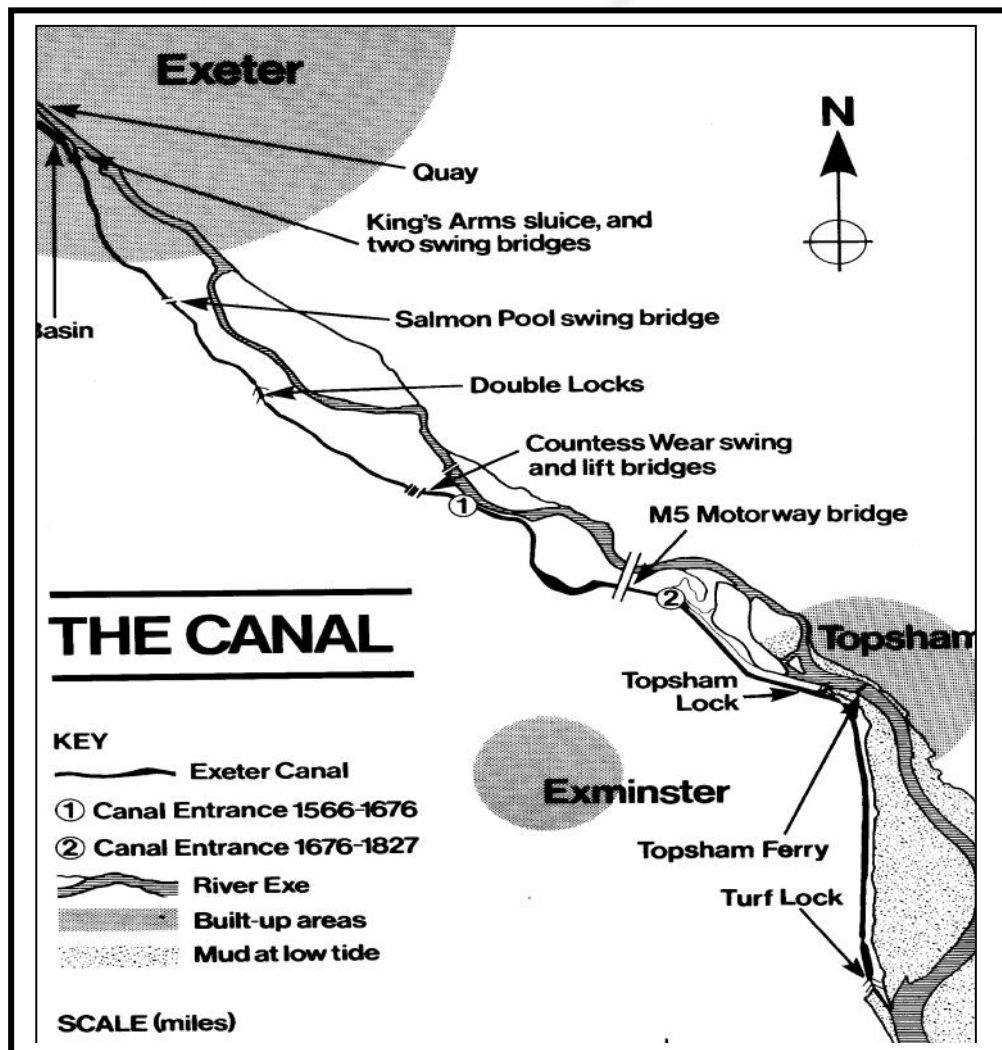 Exeter
N
Quay
King's Arms sluice, and
two swing bridges
Salmon Pool swing bridge
Basin
Double Locks
Countess Wear swing
and lift bridges
1
M5 Motorway bridge
2
THE CANAL
Topsham
Topsham
Lock
KEY
Exeter Canal
Exminster
1 Canal Entrance 1566-1676
2 Canal Entrance 1676-1827
Topsham Ferry
River Exe
Turf Lock
Built-up areas
Mud at low tide
SCALE (miles)